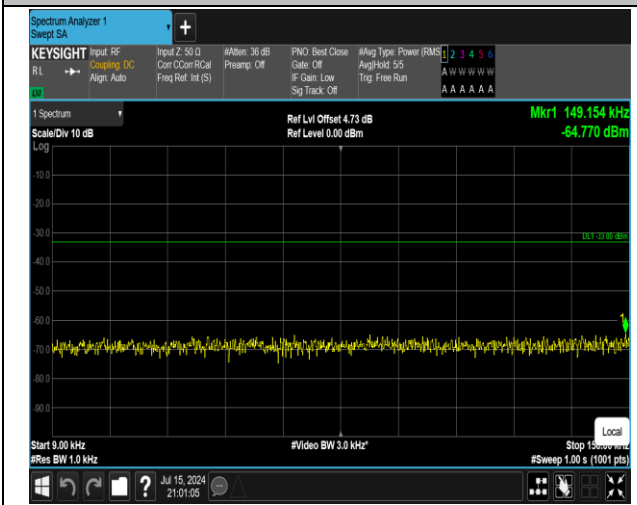 Spectrum Analyzer 1
Swept SA
+
KEYSIGHT Input: RF Input Z: 50 Ω #Atten: 36 dB PNO: Best Close #Avg Type: Power (RMS 1 2 3 4 5 6
RL Coupling: DC Corr CCorr RCal Preamp: Off Gate: Off Avg|Hold: 5/5 A W W W W W
Align: Auto Freq Ref: Int (S) IF Gain: Low Trig: Free Run
Sig Track: Off A A A A A A
1 Spectrum Ref Lvl Offset 4.73 dB Mkr1 149.154 kHz
Scale/Div 10 dB Ref Level 0.00 dBm -64.770 dBm
Log
-10.0
-20.0
-30.0
DL1 -33.00 dBm
-40.0
-50.0
-60.0
1
-70.0
-80.0
-90.0
Local
Start 9.00 kHz #Video BW 3.0 kHz* Stop
#Res BW 1.0 kHz #Sweep 1.00 s (1001 pts)
? Jul 15, 2024
21:01:05